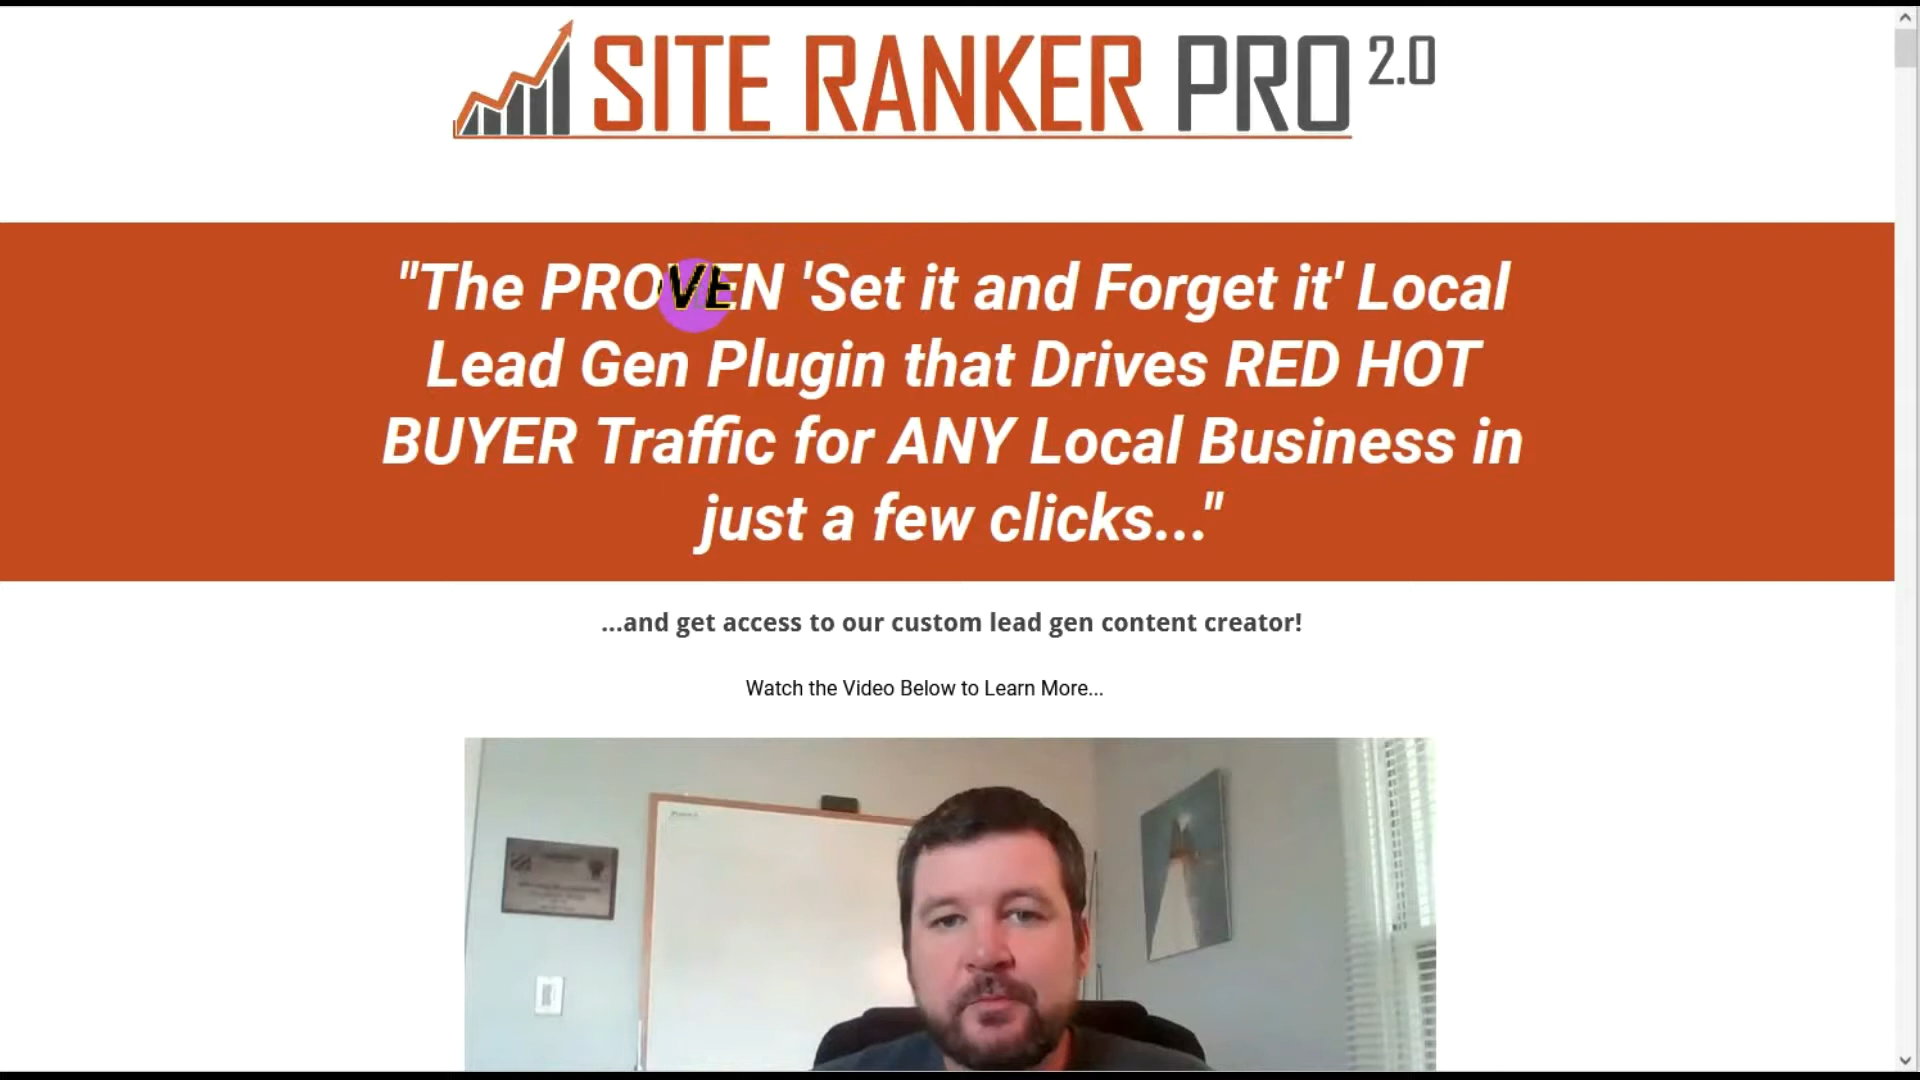 SITE RANKER PRO 2.0
"The PROVEN 'Set it and Forget it' Local
Lead Gen Plugin that Drives RED HOT
BUYER Traffic for ANY Local Business in
just a few clicks..."
...and get access to our custom lead gen content creator!
Watch the Video Below to Learn More...